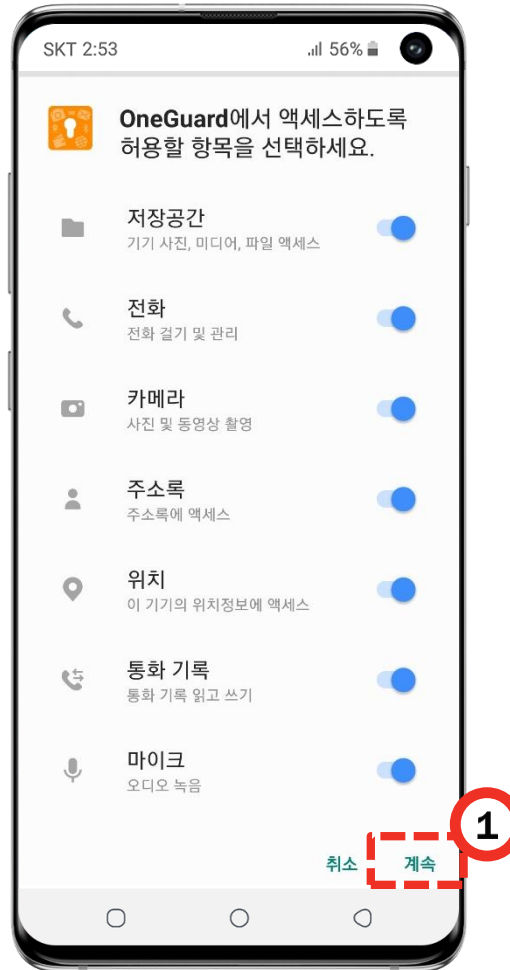 SKT 2:53 56%
OneGuard에서 액세스하도록
허용할 항목을 선택하세요.
저장공간
기기 사진, 미디어, 파일 액세스
전화
전화 걸기 및 관리
카메라
사진 및 동영상 촬영
주소록
주소록에 액세스
위치
이 기기의 위치정보에 액세스
통화 기록
통화 기록 읽고 쓰기
마이크
오디오 녹음
1
취소 계속